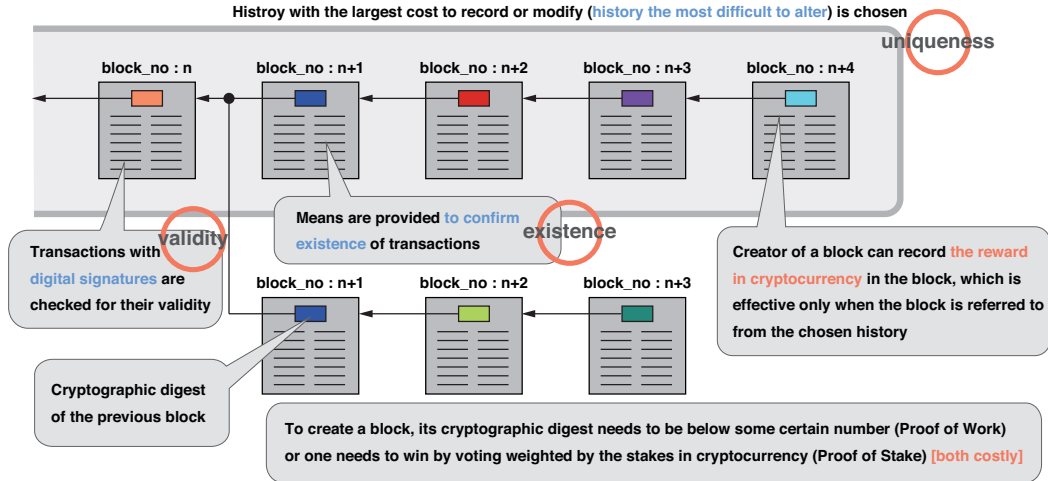 Histroy with the largest cost to record or modify (history the most difficult to alter) is chosen
uniqueness
block_no : n
block_no : n+1
block_no : n+2
block_no : n+3
block_no : n+4
validity
Transactions with
digital signatures are
checked for their validity
existence
Means are provided to confirm
existence of transactions
Creator of a block can record the reward
in cryptocurrency in the block, which is
effective only when the block is referred to
from the chosen history
block_no : n+1
block_no : n+2
block_no : n+3
Cryptographic digest
of the previous block
To create a block, its cryptographic digest needs to be below some certain number (Proof of Work)
or one needs to win by voting weighted by the stakes in cryptocurrency (Proof of Stake) [both costly]